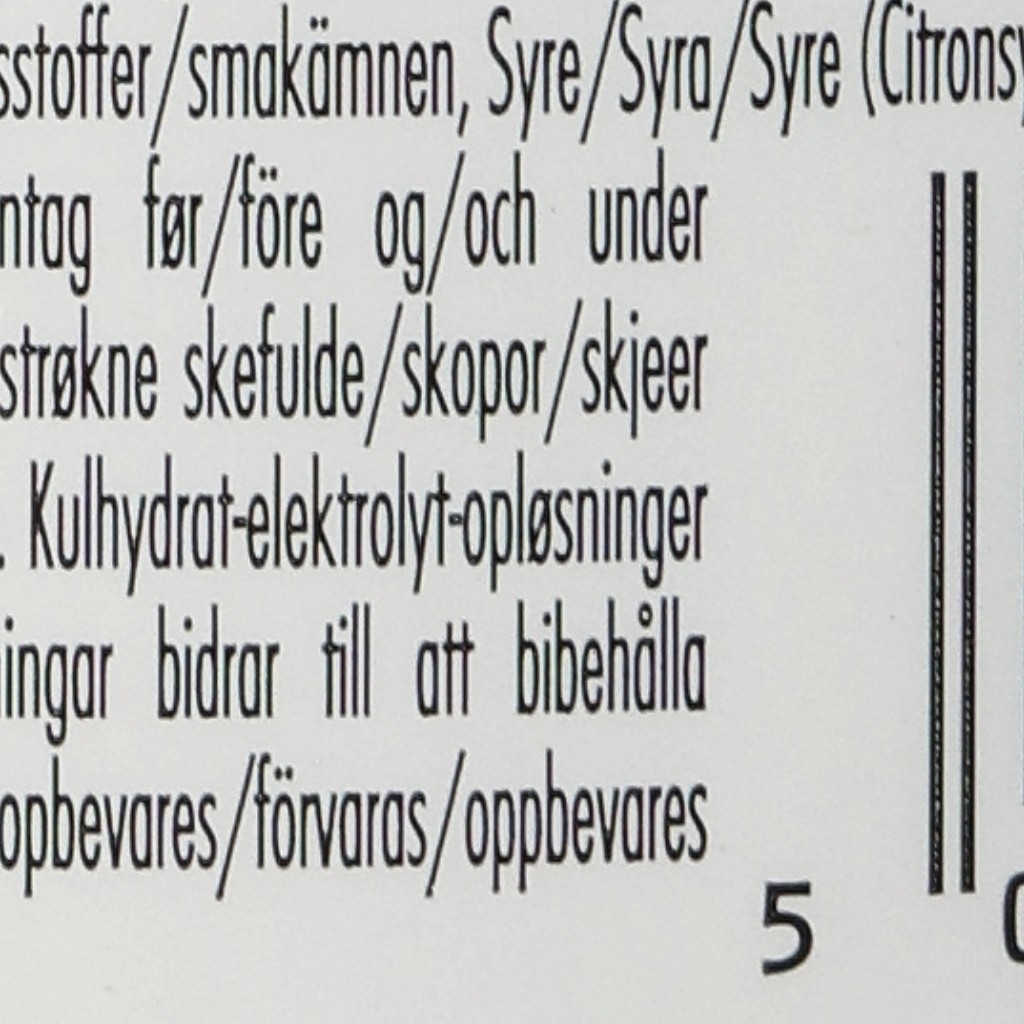 sstoffer/smakämnen, Syre/Syra/Syre (Citronsy
ntag før/före og/och under
strøkne skefulde/skopor/skjeer
. Kulhydrat-elektrolyt-opløsninger
ingar bidrar till att bibehålla
opbevares/förvaras/oppbevares
5 0